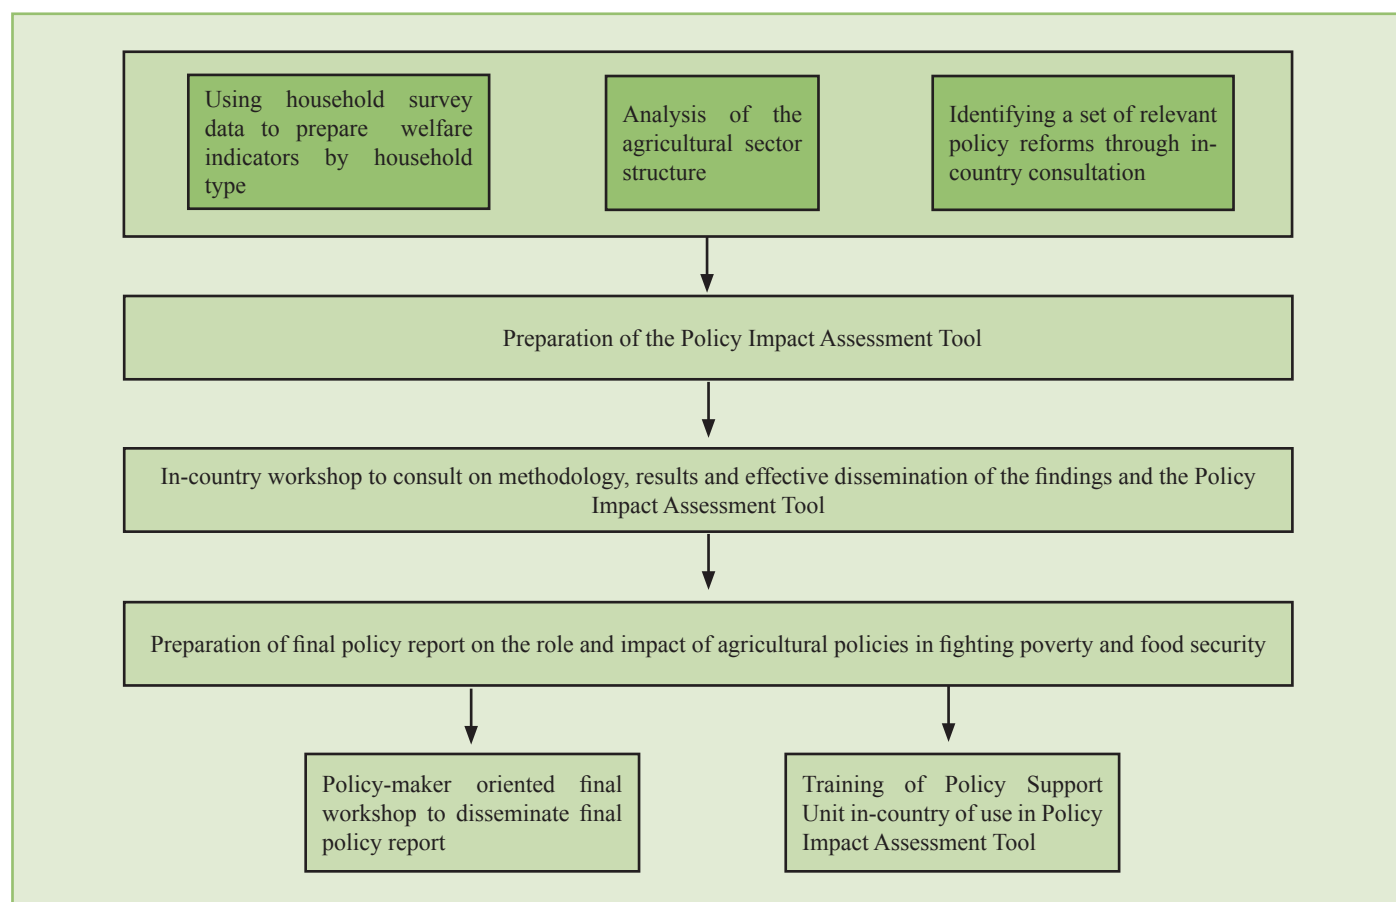 Using household survey
data to prepare welfare
indicators by household
type
Analysis of the
agricultural sector
structure
Identifying a set of relevant
policy reforms through in-
country consultation
Preparation of the Policy Impact Assessment Tool
In-country workshop to consult on methodology, results and effective dissemination of the findings and the Policy
Impact Assessment Tool
Preparation of final policy report on the role and impact of agricultural policies in fighting poverty and food security
Policy-maker oriented final
workshop to disseminate final
policy report
Training of Policy Support
Unit in-country of use in Policy
Impact Assessment Tool